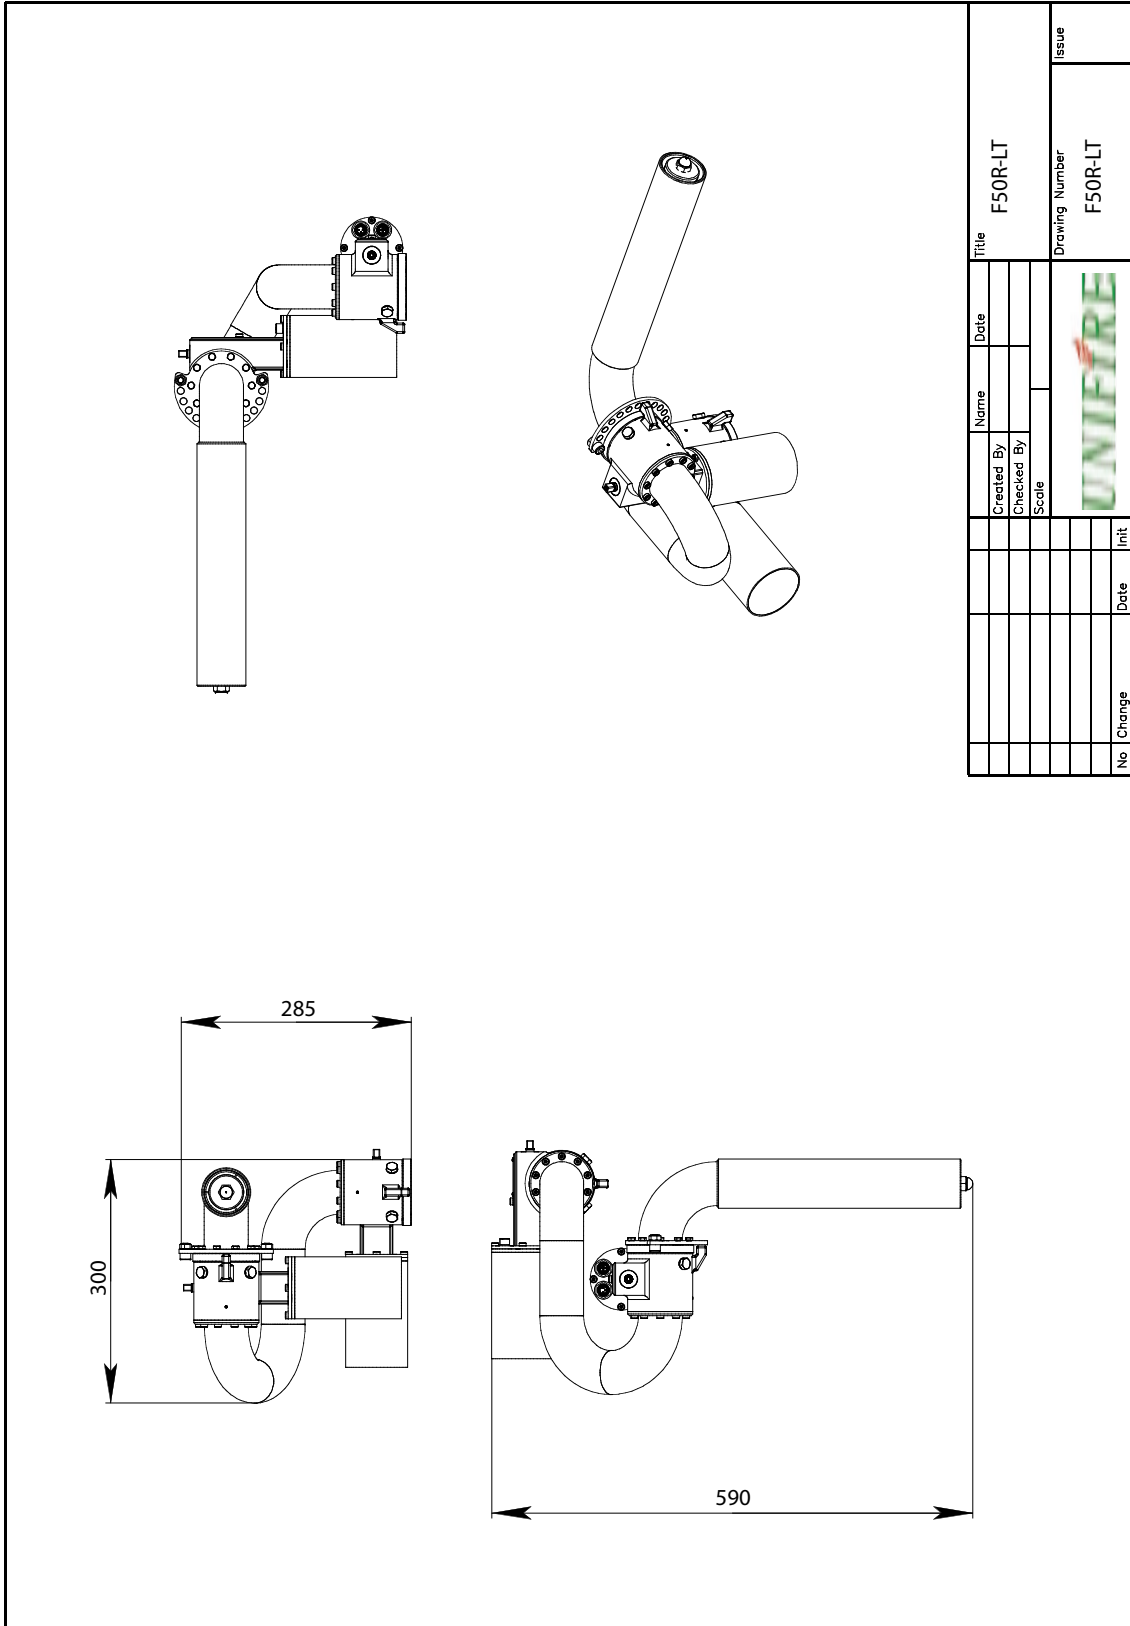 285
300
590
Title
F50R-LT
Drawing Number
F50R-LT
Issue
Name
Date
Created By
Checked By
Scale
UNIFIRE
No
Change
Date
Init